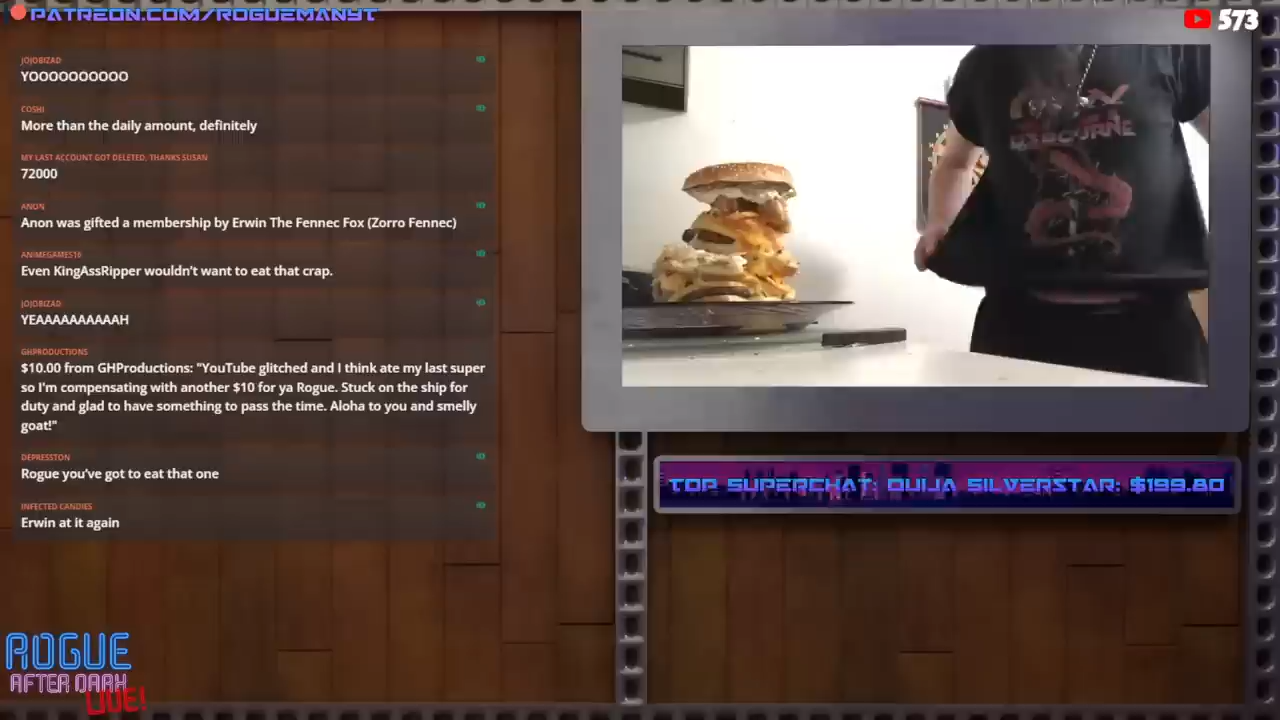 PATREON.COM/ROGUEMANYT
573
JOJOBIZAD
YOOOOOOOOOO
COSHI
More than the daily amount, definitely
MY LAST ACCOUNT GOT DELETED, THANKS SUSAN
72000
ANON
Anon was gifted a membership by Erwin The Fennec Fox (Zorro Fennec)
ANIMEGAMES16
Even KingAssRipper wouldn't want to eat that crap.
JOJOBIZAD
YEAAAAAAAAAAH
GHPRODUCTIONS
$10.00 from GHProductions: "YouTube glitched and I think ate my last super
so I'm compensating with another $10 for ya Rogue. Stuck on the ship for
duty and glad to have something to pass the time. Aloha to you and smelly
goat!"
DEPRESSTON
Rogue you've got to eat that one
INFECTED CANDIES
Erwin at it again
OSBOURNE
TOP SUPERCHAT: OUIJA SILVERSTAR: $199.80
ROGUE
AFTER DARK
LIVE!